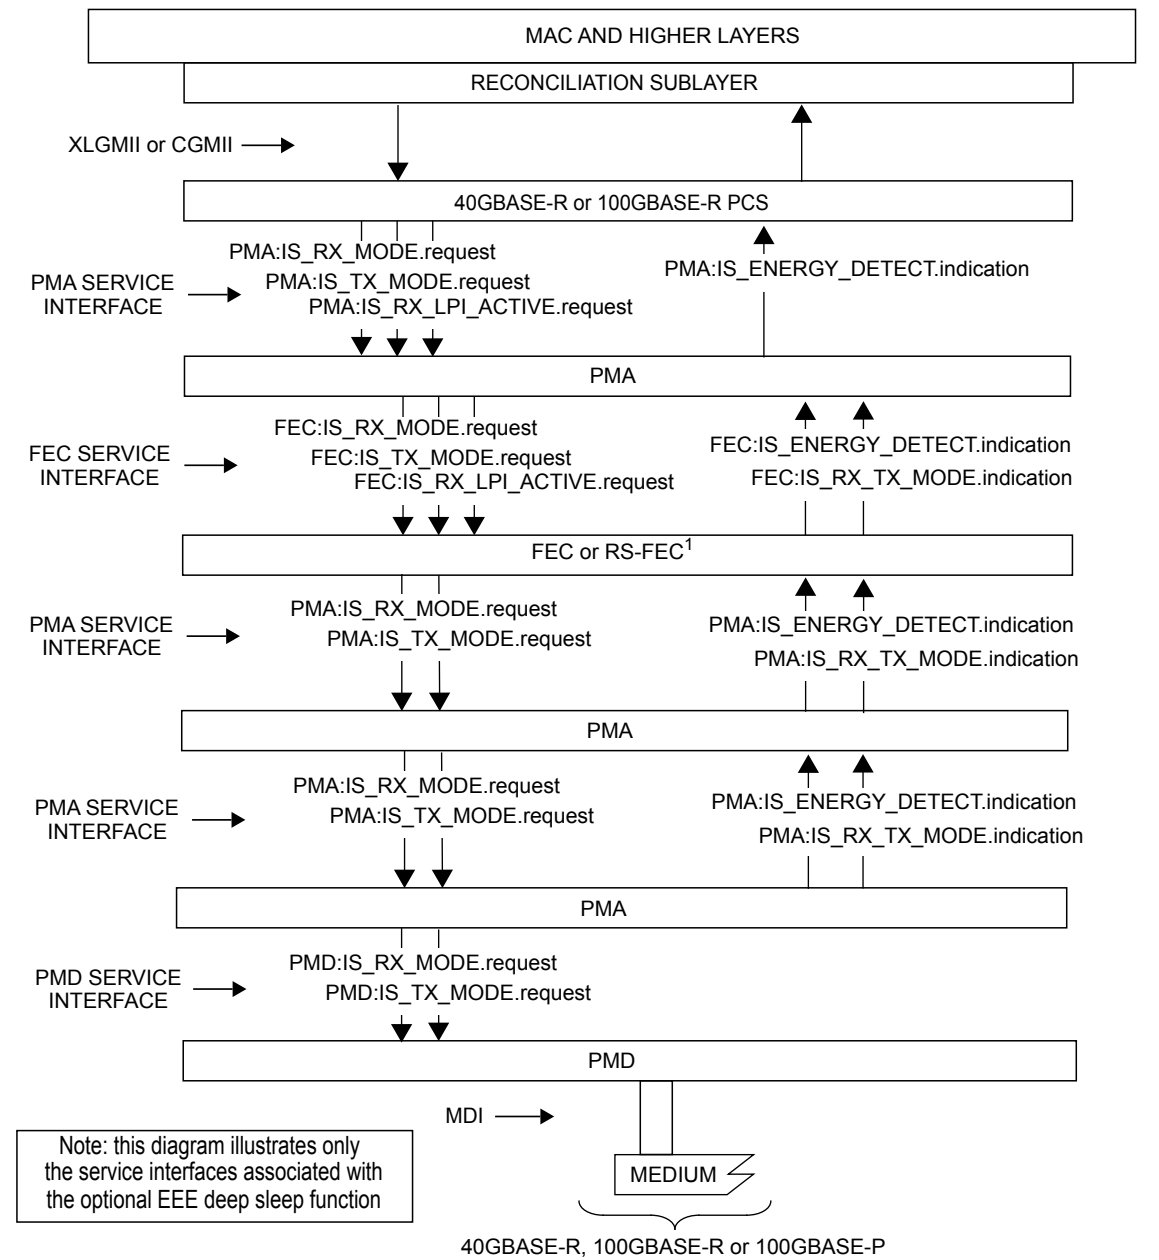 MAC AND HIGHER LAYERS
RECONCILIATION SUBLAYER
XLGMII or CGMII
40GBASE-R or 100GBASE-R PCS
PMA:IS_RX_MODE.request
PMA:IS_TX_MODE.request
PMA:IS_RX_LPI_ACTIVE.request
PMA:IS_ENERGY_DETECT.indication
PMA SERVICE
INTERFACE
PMA
FEC:IS_RX_MODE.request
FEC:IS_TX_MODE.request
FEC:IS_RX_LPI_ACTIVE.request
FEC:IS_ENERGY_DETECT.indication
FEC:IS_RX_TX_MODE.indication
FEC SERVICE
INTERFACE
FEC or RS-FEC1
PMA:IS_RX_MODE.request
PMA:IS_TX_MODE.request
PMA:IS_ENERGY_DETECT.indication
PMA:IS_RX_TX_MODE.indication
PMA SERVICE
INTERFACE
PMA
PMA:IS_RX_MODE.request
PMA:IS_TX_MODE.request
PMA:IS_ENERGY_DETECT.indication
PMA:IS_RX_TX_MODE.indication
PMA SERVICE
INTERFACE
PMA
PMD:IS_RX_MODE.request
PMD:IS_TX_MODE.request
PMD SERVICE
INTERFACE
PMD
MDI
Note: this diagram illustrates only
the service interfaces associated with
the optional EEE deep sleep function
MEDIUM
40GBASE-R, 100GBASE-R or 100GBASE-P